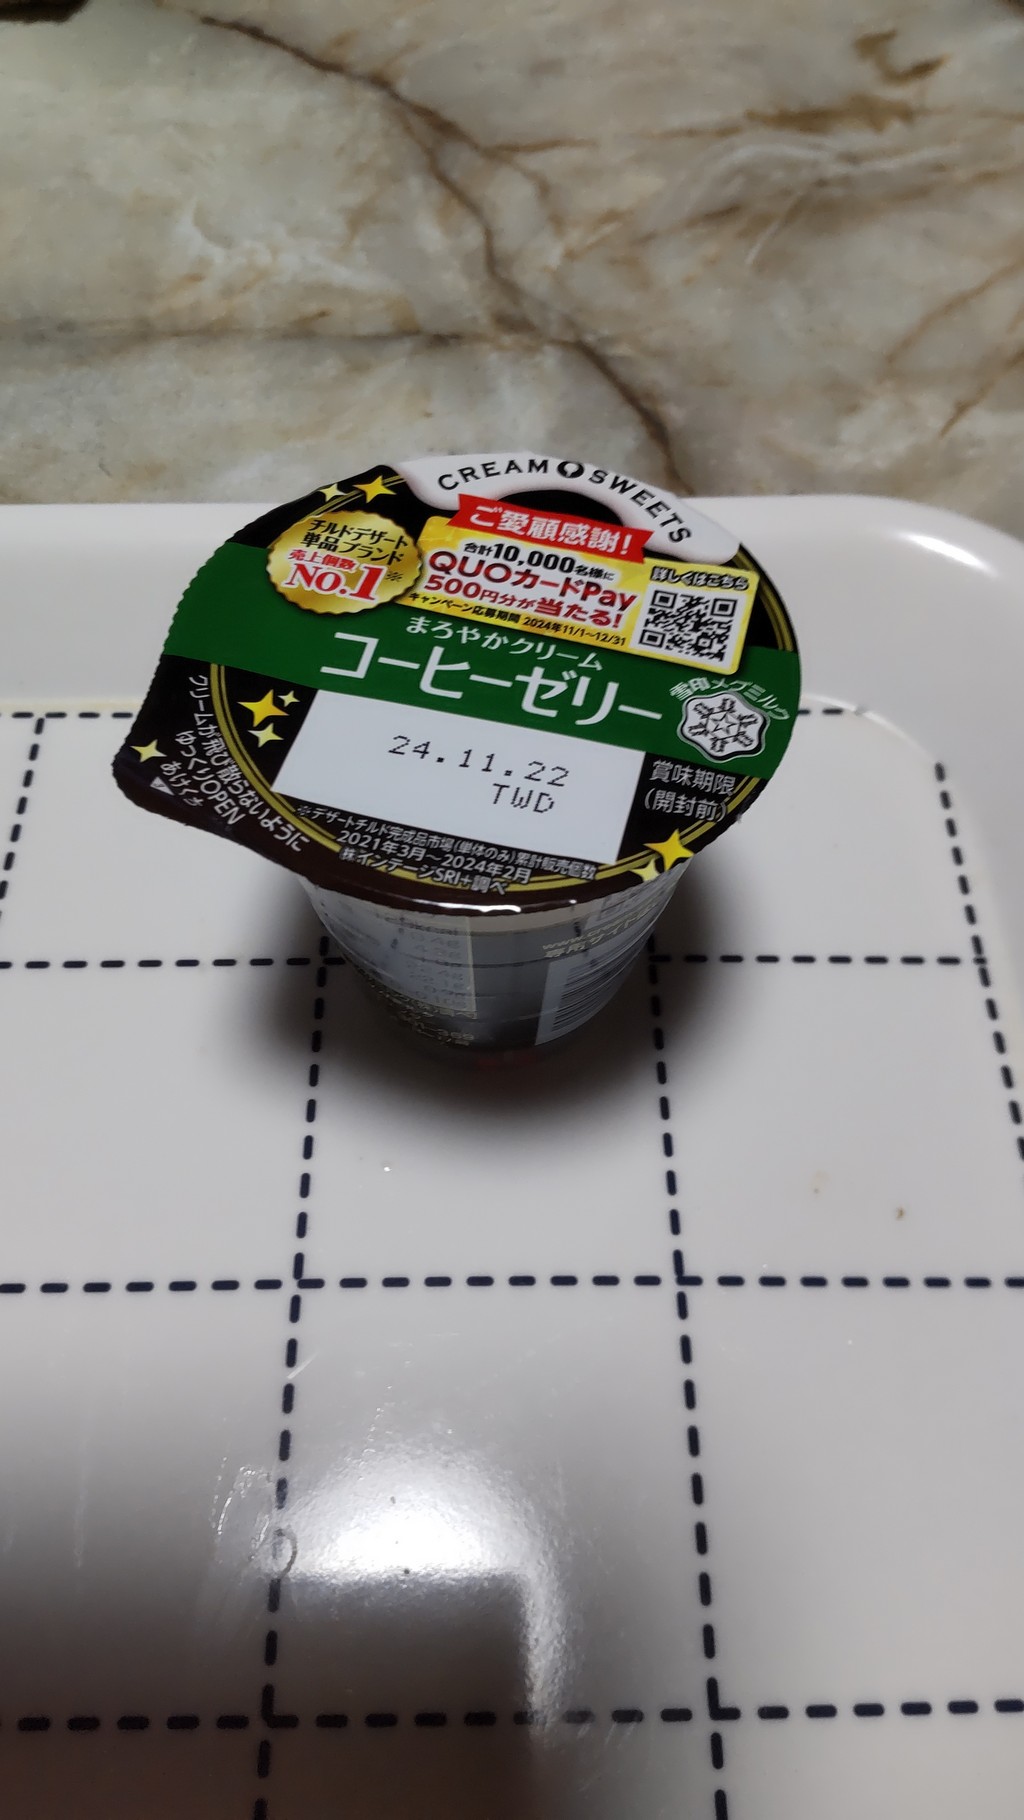 CREAM SWEETS
ご愛顧感謝!
チルドデザート
単品ブランド
売上個数
No.1※
合計10,000名様に
QUOカードPay
500円分が当たる!
キャンペーン応募期間 2024年11/1~12/31
詳しくはこちら
まろやかクリーム
コーヒーゼリー
雪印メグミルク
24.11.22
TWD
賞味期限
(開封前)
クリームが飛び散らないように
ゆっくりOPEN
おけくち
※デザートチルド完成品市場(単体のみ)累計販売個数
2021年3月~2024年2月
㈱インテージSRI+調べ